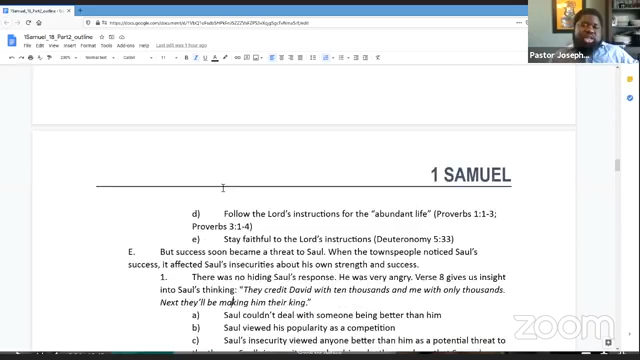 1Samuel_18_Part2_outline
1Samuel_18_Part2_outline
File Edit View Insert Format Tools Add-ons Help Last edit was 1 hour ago
Pastor Joseph...
1 SAMUEL
d) Follow the Lord's instructions for the "abundant life" (Proverbs 1:1-3;
Proverbs 3:1-4)
e) Stay faithful to the Lord's instructions (Deuteronomy 5:33)
E. But success soon became a threat to Saul. When the townspeople noticed Saul's
success, it affected Saul's insecurities about his own strength and success.
1. There was no hiding Saul's response. He was very angry. Verse 8 gives us insight
into Saul's thinking: "They credit David with ten thousands and me with only thousands.
Next they'll be making him their king."
a) Saul couldn't deal with someone being better than him
b) Saul viewed his popularity as a competition
c) Saul's insecurity viewed anyone better than him as a potential threat to
zoom